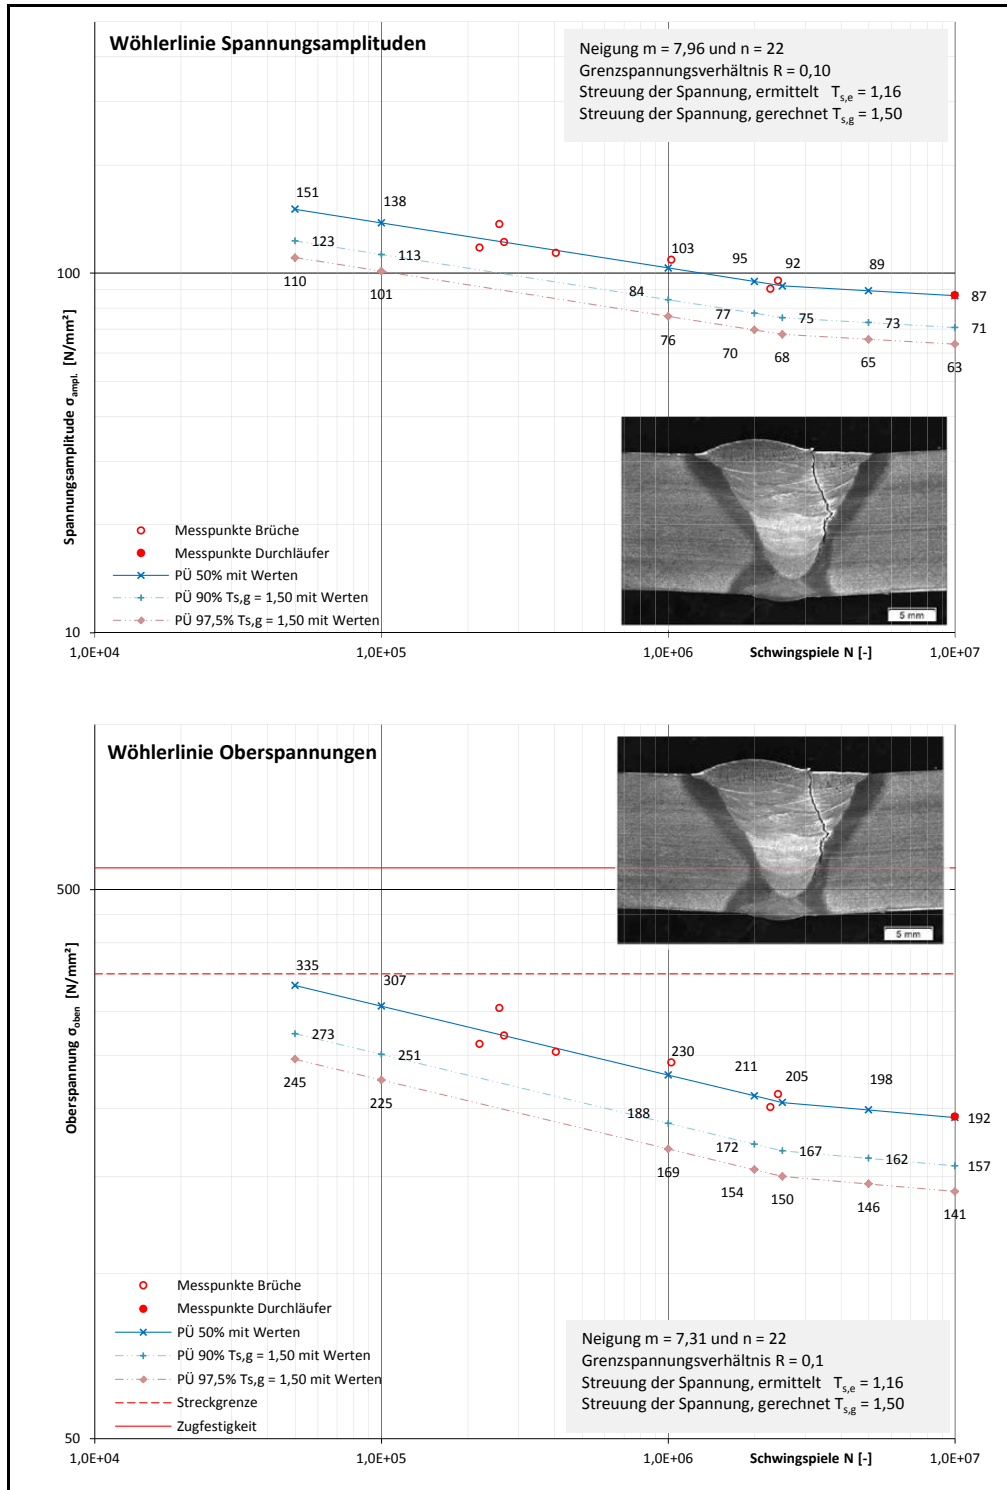 Wöhlerlinie Spannungsamplituden
Neigung m = 7,96 und n = 22
Grenzspannungsverhältnis R = 0,10
Streuung der Spannung, ermittelt T_s,e = 1,16
Streuung der Spannung, gerechnet T_s,g = 1,50
151
138
123
113
110
101
103
95
92
89
87
84
77
75
73
71
76
70
68
65
63
100
10
Spannungsamplitude σ_ampl. [N/mm²]
5 mm
Messpunkte Brüche
Messpunkte Durchläufer
PÜ 50% mit Werten
PÜ 90% Ts,g = 1,50 mit Werten
PÜ 97,5% Ts,g = 1,50 mit Werten
1,0E+04
1,0E+05
1,0E+06
Schwingspiele N [-]
1,0E+07
Wöhlerlinie Oberspannungen
5 mm
500
50
Oberspannung σ_oben [N/mm²]
335
307
273
251
245
225
230
211
205
198
192
188
172
167
162
157
169
154
150
146
141
Messpunkte Brüche
Messpunkte Durchläufer
PÜ 50% mit Werten
PÜ 90% Ts,g = 1,50 mit Werten
PÜ 97,5% Ts,g = 1,50 mit Werten
Streckgrenze
Zugfestigkeit
Neigung m = 7,31 und n = 22
Grenzspannungsverhältnis R = 0,1
Streuung der Spannung, ermittelt T_s,e = 1,16
Streuung der Spannung, gerechnet T_s,g = 1,50
1,0E+04
1,0E+05
1,0E+06
Schwingspiele N [-]
1,0E+07